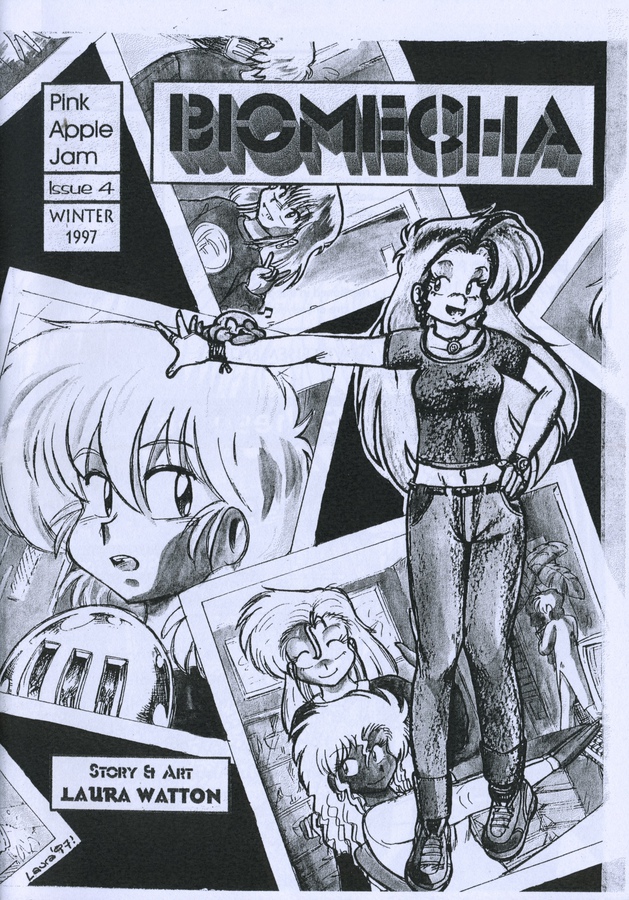 Pink
Apple
Jam
Issue 4
WINTER
1997
BIOMECHA
STORY & ART
LAURA WATTON
Laura '97!